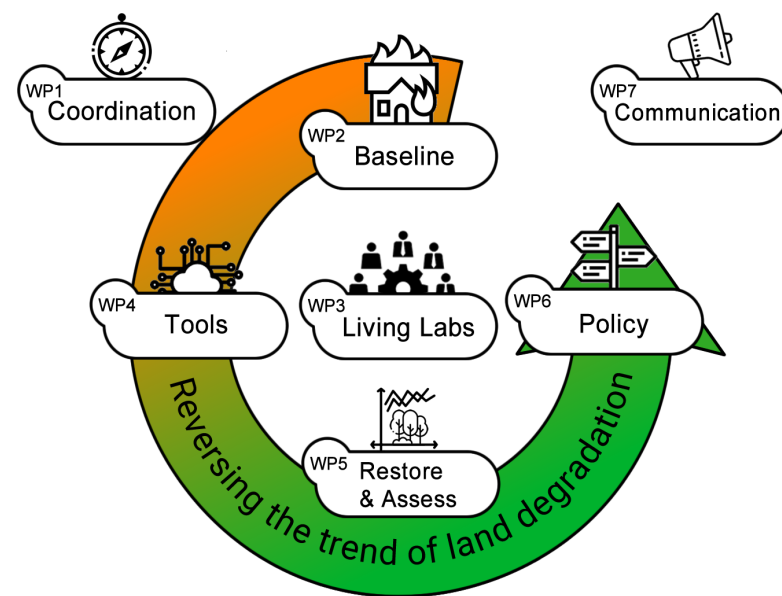 WP1
Coordination
WP7
Communication
WP2
Baseline
WP4
Tools
WP3
Living Labs
WP6
Policy
WP5
Restore
& Assess
Reversing the trend of land degradation